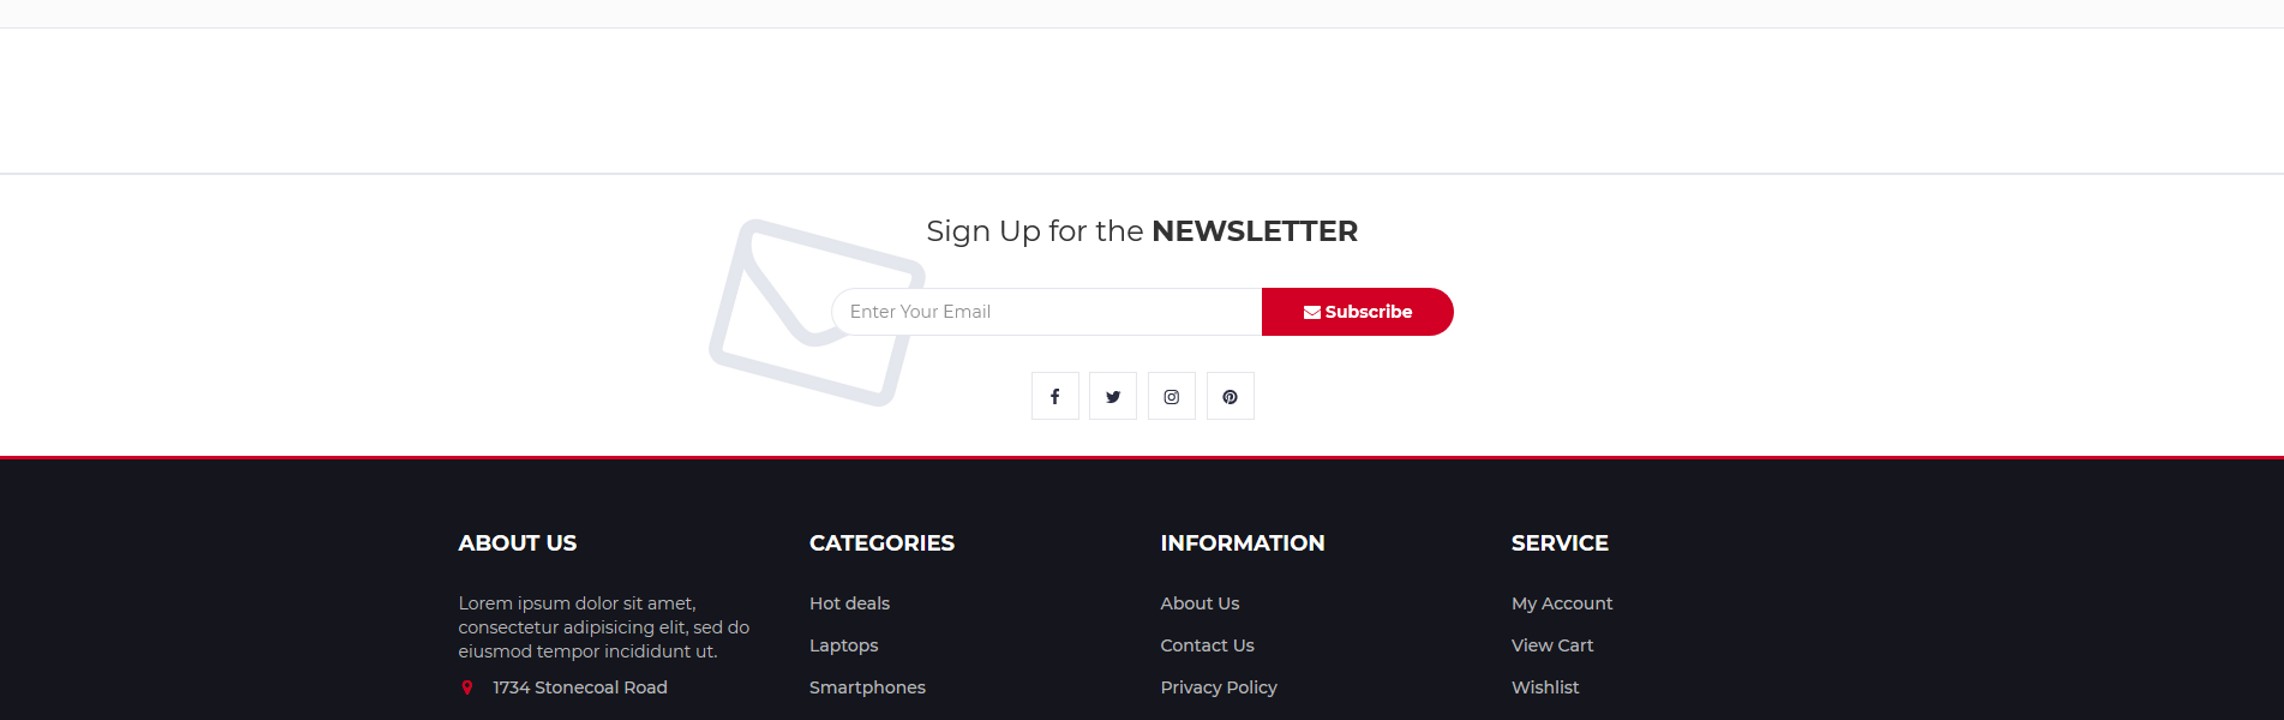 Sign Up for the NEWSLETTER
Enter Your Email
Subscribe
ABOUT US
Lorem ipsum dolor sit amet,
consectetur adipisicing elit, sed do
eiusmod tempor incididunt ut.
1734 Stonecoal Road
CATEGORIES
Hot deals
Laptops
Smartphones
INFORMATION
About Us
Contact Us
Privacy Policy
SERVICE
My Account
View Cart
Wishlist